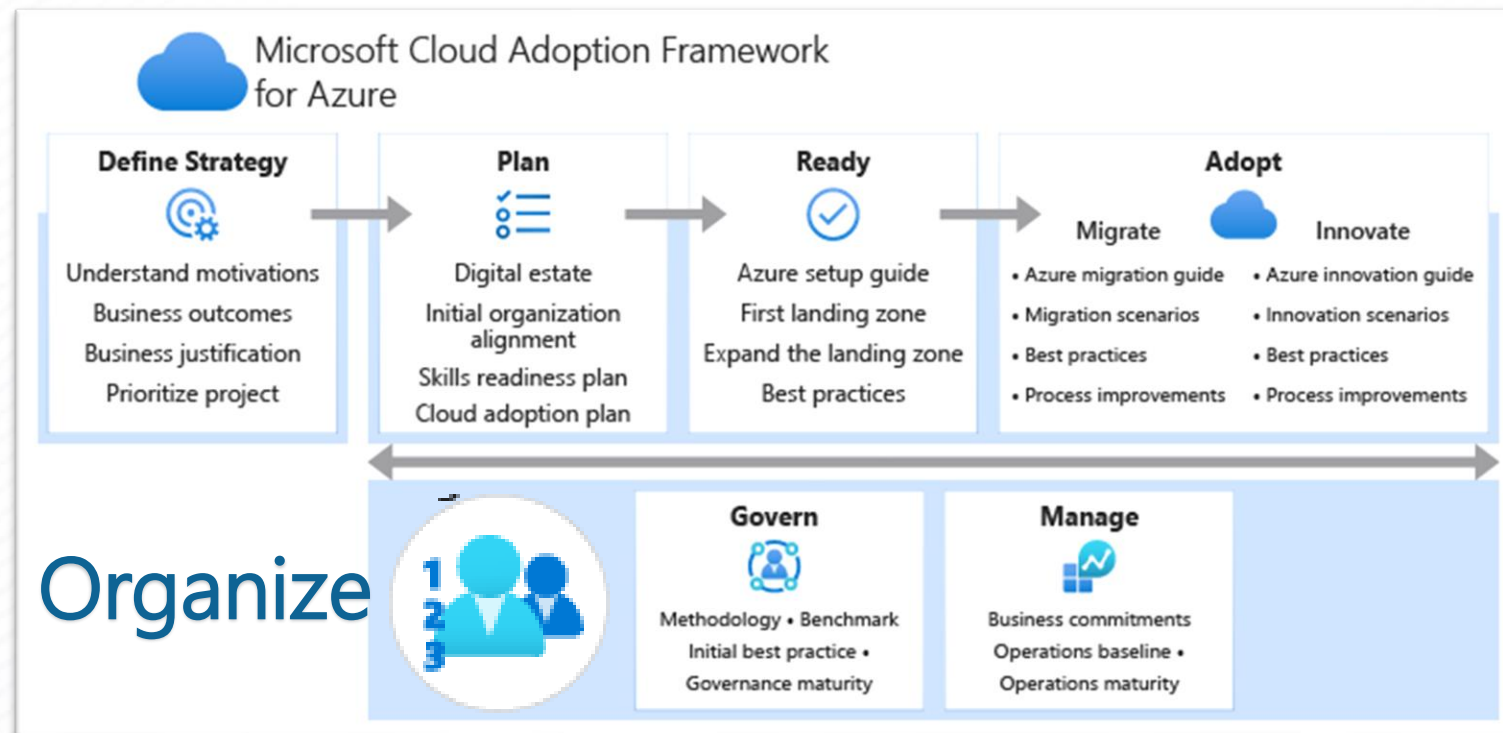 Microsoft Cloud Adoption Framework
for Azure
Define Strategy
Understand motivations
Business outcomes
Business justification
Prioritize project
Plan
Digital estate
Initial organization
alignment
Skills readiness plan
Cloud adoption plan
Ready
Azure setup guide
First landing zone
Expand the landing zone
Best practices
Adopt
Migrate
• Azure migration guide
• Migration scenarios
• Best practices
• Process improvements
Innovate
• Azure innovation guide
• Innovation scenarios
• Best practices
• Process improvements
Organize
1
2
3
Govern
Methodology • Benchmark
Initial best practice •
Governance maturity
Manage
Business commitments
Operations baseline •
Operations maturity